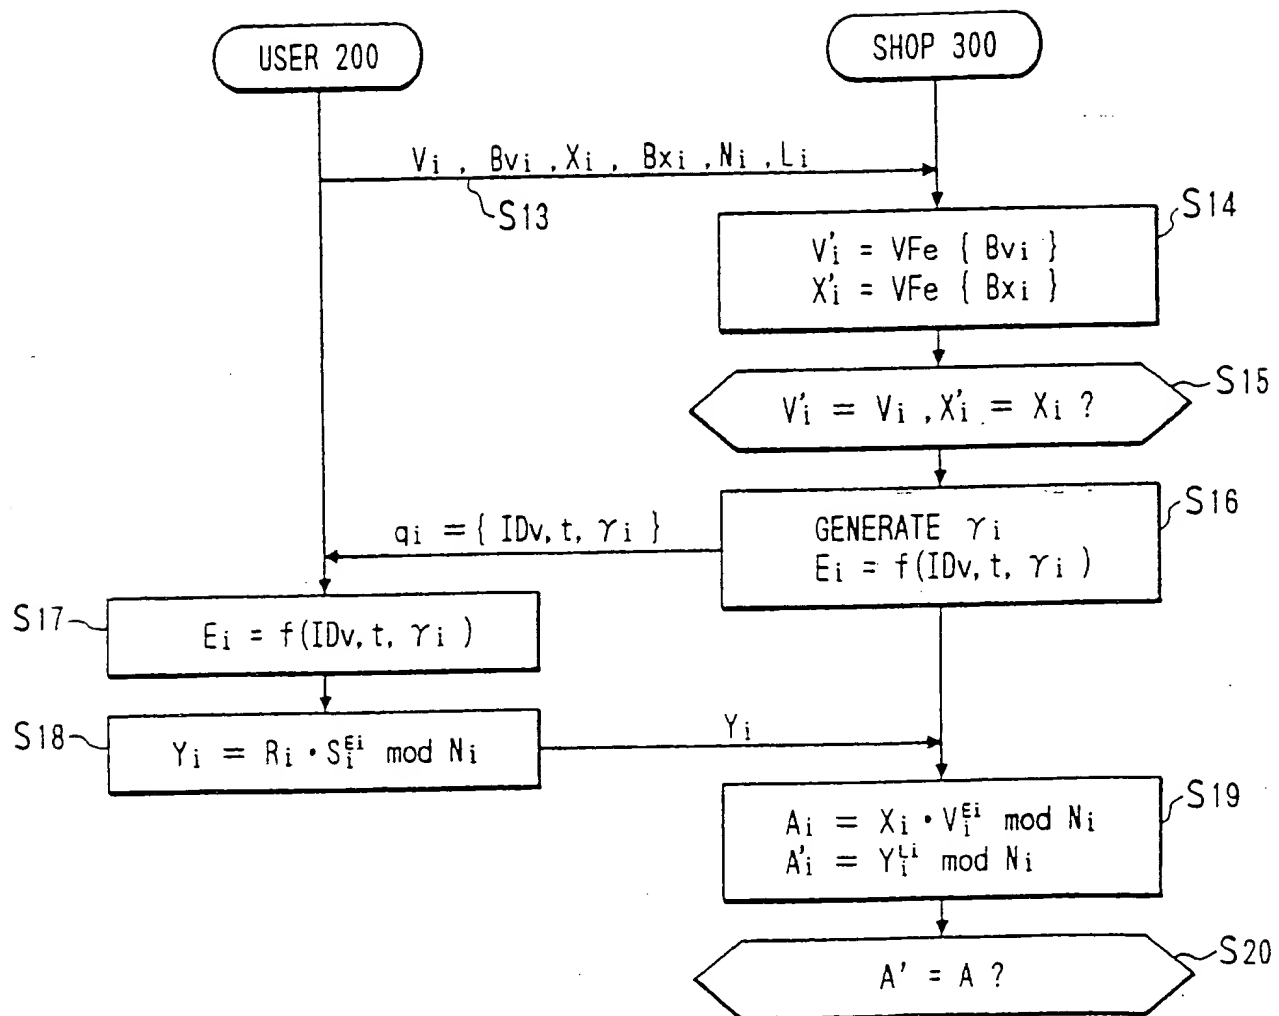 USER 200
SHOP 300
Vi , Bvi , Xi , Bxi , Ni , Li
S13
S14
V'i = VFe { Bvi }
X'i = VFe { Bxi }
S15
V'i = Vi , X'i = Xi ?
S16
GENERATE γi
Ei = f(IDv, t, γi )
qi = { IDv, t, γi }
S17
Ei = f(IDv, t, γi )
S18
Yi = Ri · Si^Ei mod Ni
Yi
S19
Ai = Xi · Vi^Ei mod Ni
A'i = Yi^Li mod Ni
S20
A' = A ?